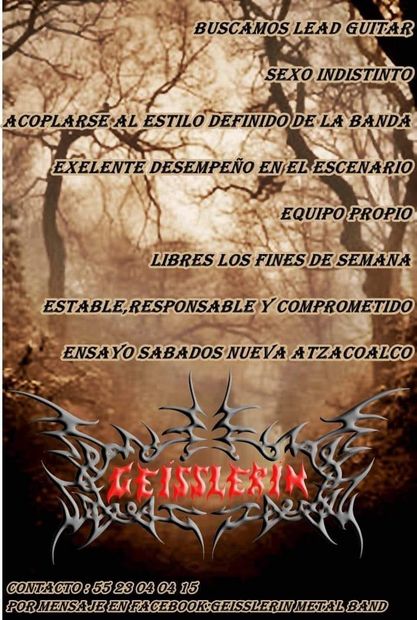 BUSCAMOS LEAD GUITAR
SEXO INDISTINTO
ACOPLARSE AL ESTILO DEFINIDO DE LA BANDA
EXELENTE DESEMPEÑO EN EL ESCENARIO
EQUIPO PROPIO
LIBRES LOS FINES DE SEMANA
ESTABLE,RESPONSABLE Y COMPROMETIDO
ENSAYO SABADOS NUEVA ATZACOALCO
GEISSLERIN
CONTACTO : 55 23 04 04 15
POR MENSAJE EN FACEBOOK:GEISSLERIN METAL BAND